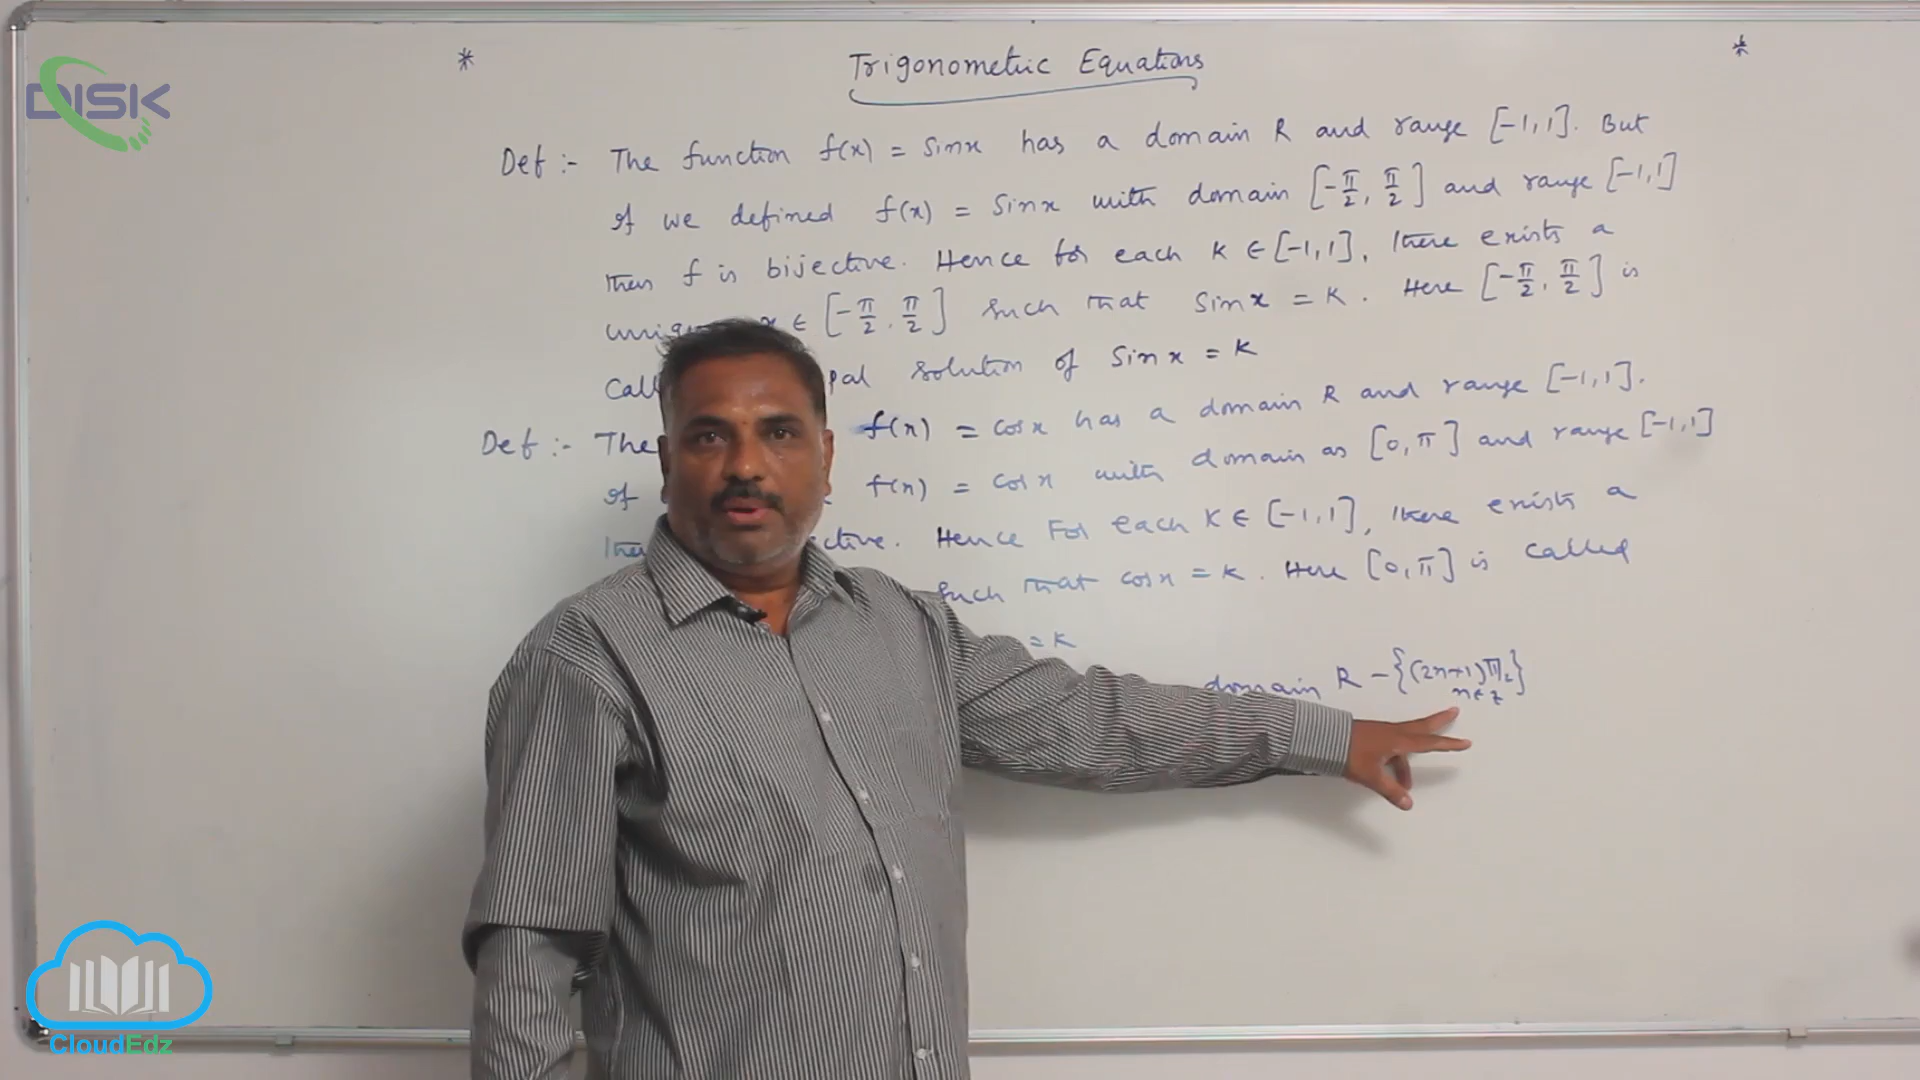 DISK
* Trigonometric Equations *
Def :- The function f(x) = Sinx has a domain R and range [-1,1]. But
if we defined f(x) = Sinx with domain [-π/2, π/2] and range [-1,1]
then f is bijective. Hence for each K ∈ [-1,1], there exists a
x ∈ [-π/2, π/2] such that Sinx = K. Here [-π/2, π/2] is
solution of Sinx = K
Def :- The f(x) = cosx has a domain R and range [-1,1].
if f(x) = cosx with domain as [0, π] and range [-1,1]
Hence For each K ∈ [-1,1], there exists a
such that cosx = K. Here [0, π] is called
= K
domain R - {(2n+1)π/2
n∈z}
CloudEdz